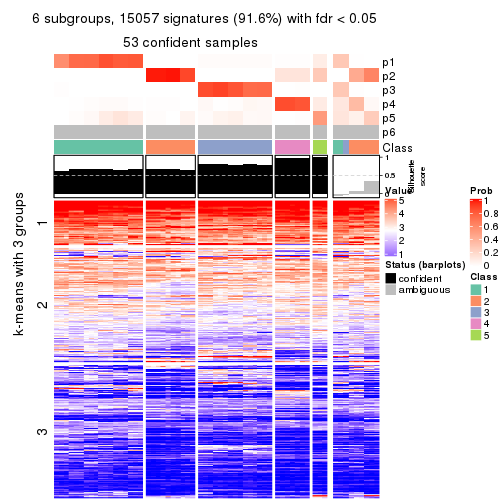 6 subgroups, 15057 signatures (91.6%) with fdr < 0.05
53 confident samples
p1
p2
p3
p4
p5
p6
Class
1
0.5
0
Silhouette
score
k-means with 3 groups
1
2
3
Value
5
4
3
2
1
Status (barplots)
confident
ambiguous
Prob
1
0.8
0.6
0.4
0.2
0
Class
1
2
3
4
5